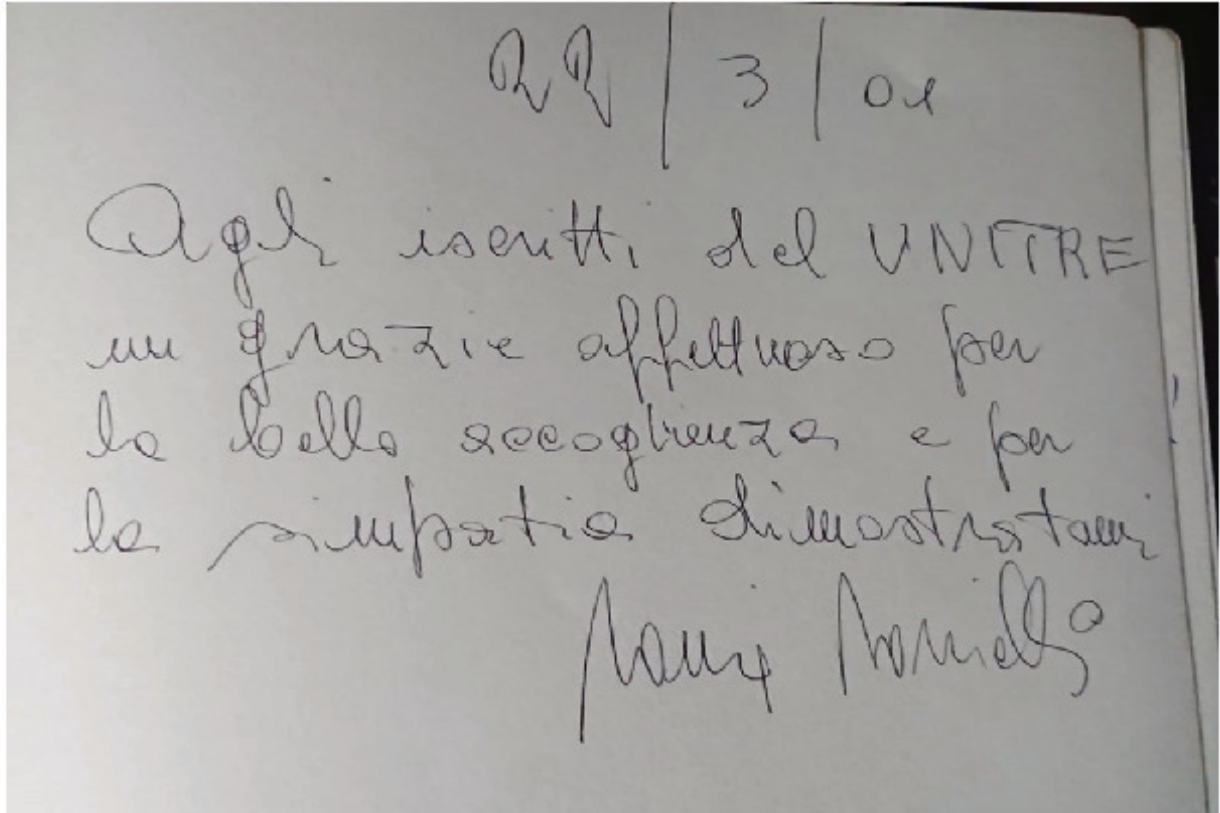 22/3/01
Agli iscritti del UNITRE
un grazie affettuoso per
la bella accoglienza e per
la simpatia dimostratami